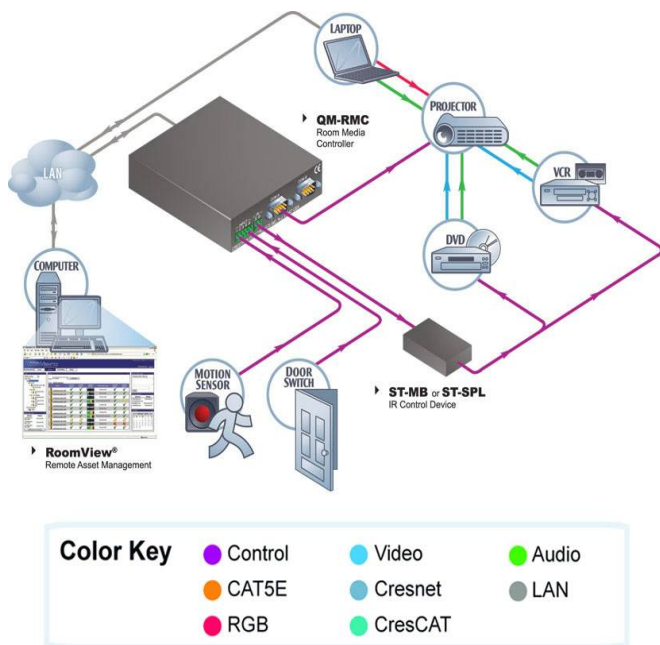 LAPTOP
QM-RMC
Room Media
Controller
PROJECTOR
LAN
VCR
DVD
COMPUTER
MOTION
SENSOR
DOOR
SWITCH
ST-MB or ST-SPL
IR Control Device
RoomView®
Remote Asset Management
Color Key
Control
Video
Audio
CAT5E
Cresnet
LAN
RGB
CresCAT